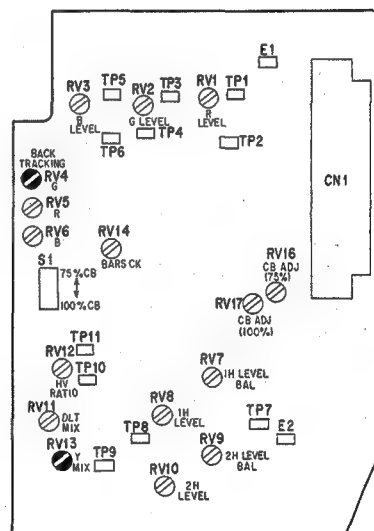 E1
RV3
TP5
RV2
TP3
RV1
TP1
B
LEVEL
G LEVEL
R
LEVEL
TP6
TP4
TP2
BACK
TRACKING
RV4
G
CN1
RV5
R
RV6
B
RV14
BARS CK
S1
75%CB
100%CB
RV16
CB ADJ
(75%)
RV17
CB ADJ
(100%)
TP11
RV12
TP10
HV
RATIO
RV7
1H LEVEL
BAL
RV11
DLT
MIX
RV8
1H
LEVEL
TP7
E2
TP8
RV13
Y
MIX
TP9
RV9
2H LEVEL
BAL
RV10
2H
LEVEL